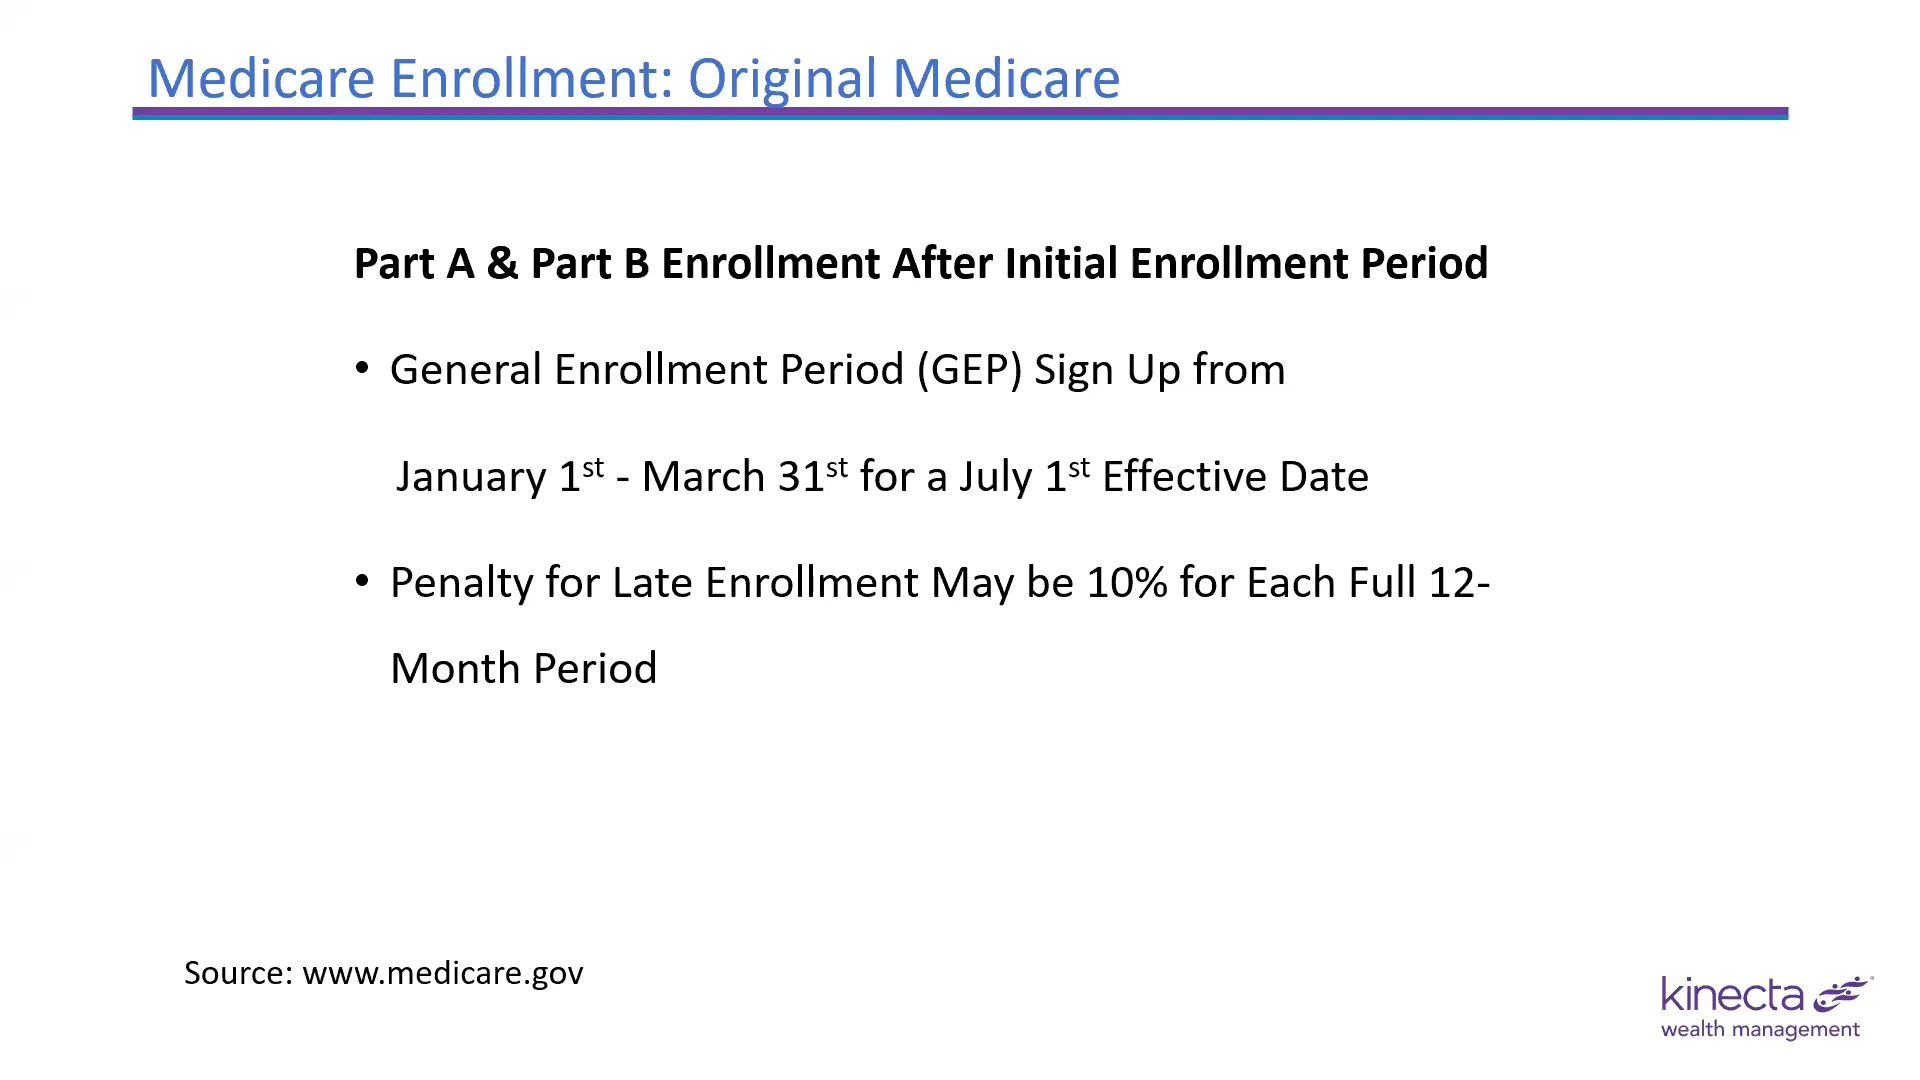 Medicare Enrollment: Original Medicare
Part A & Part B Enrollment After Initial Enrollment Period
• General Enrollment Period (GEP) Sign Up from
January 1st - March 31st for a July 1st Effective Date
• Penalty for Late Enrollment May be 10% for Each Full 12-
Month Period
Source: www.medicare.gov
kinecta
wealth management